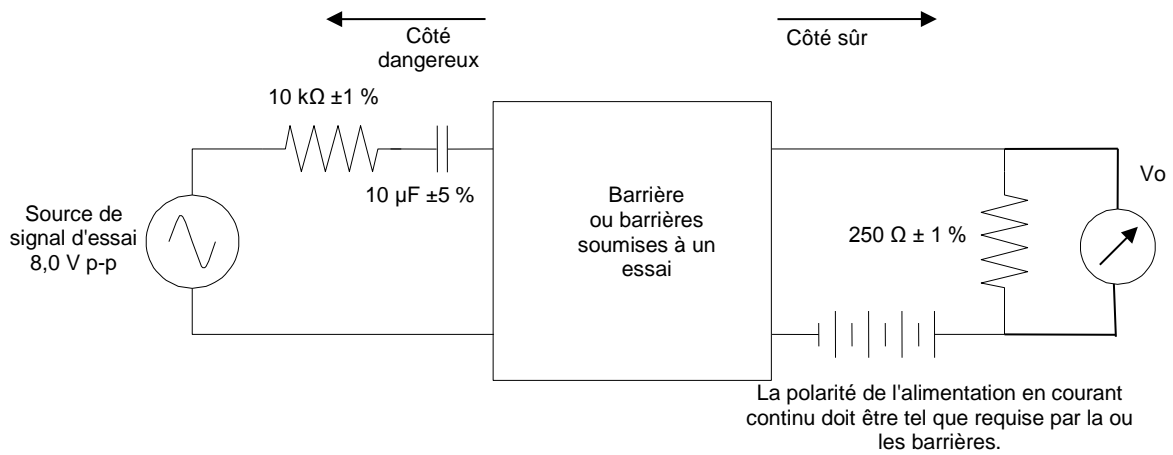 Côté
dangereux
Côté sûr
10 kΩ ±1 %
10 µF ±5 %
Source de
signal d'essai
8,0 V p-p
Barrière
ou barrières
soumises à un
essai
250 Ω ± 1 %
Vo
La polarité de l'alimentation en courant
continu doit être tel que requise par la ou
les barrières.